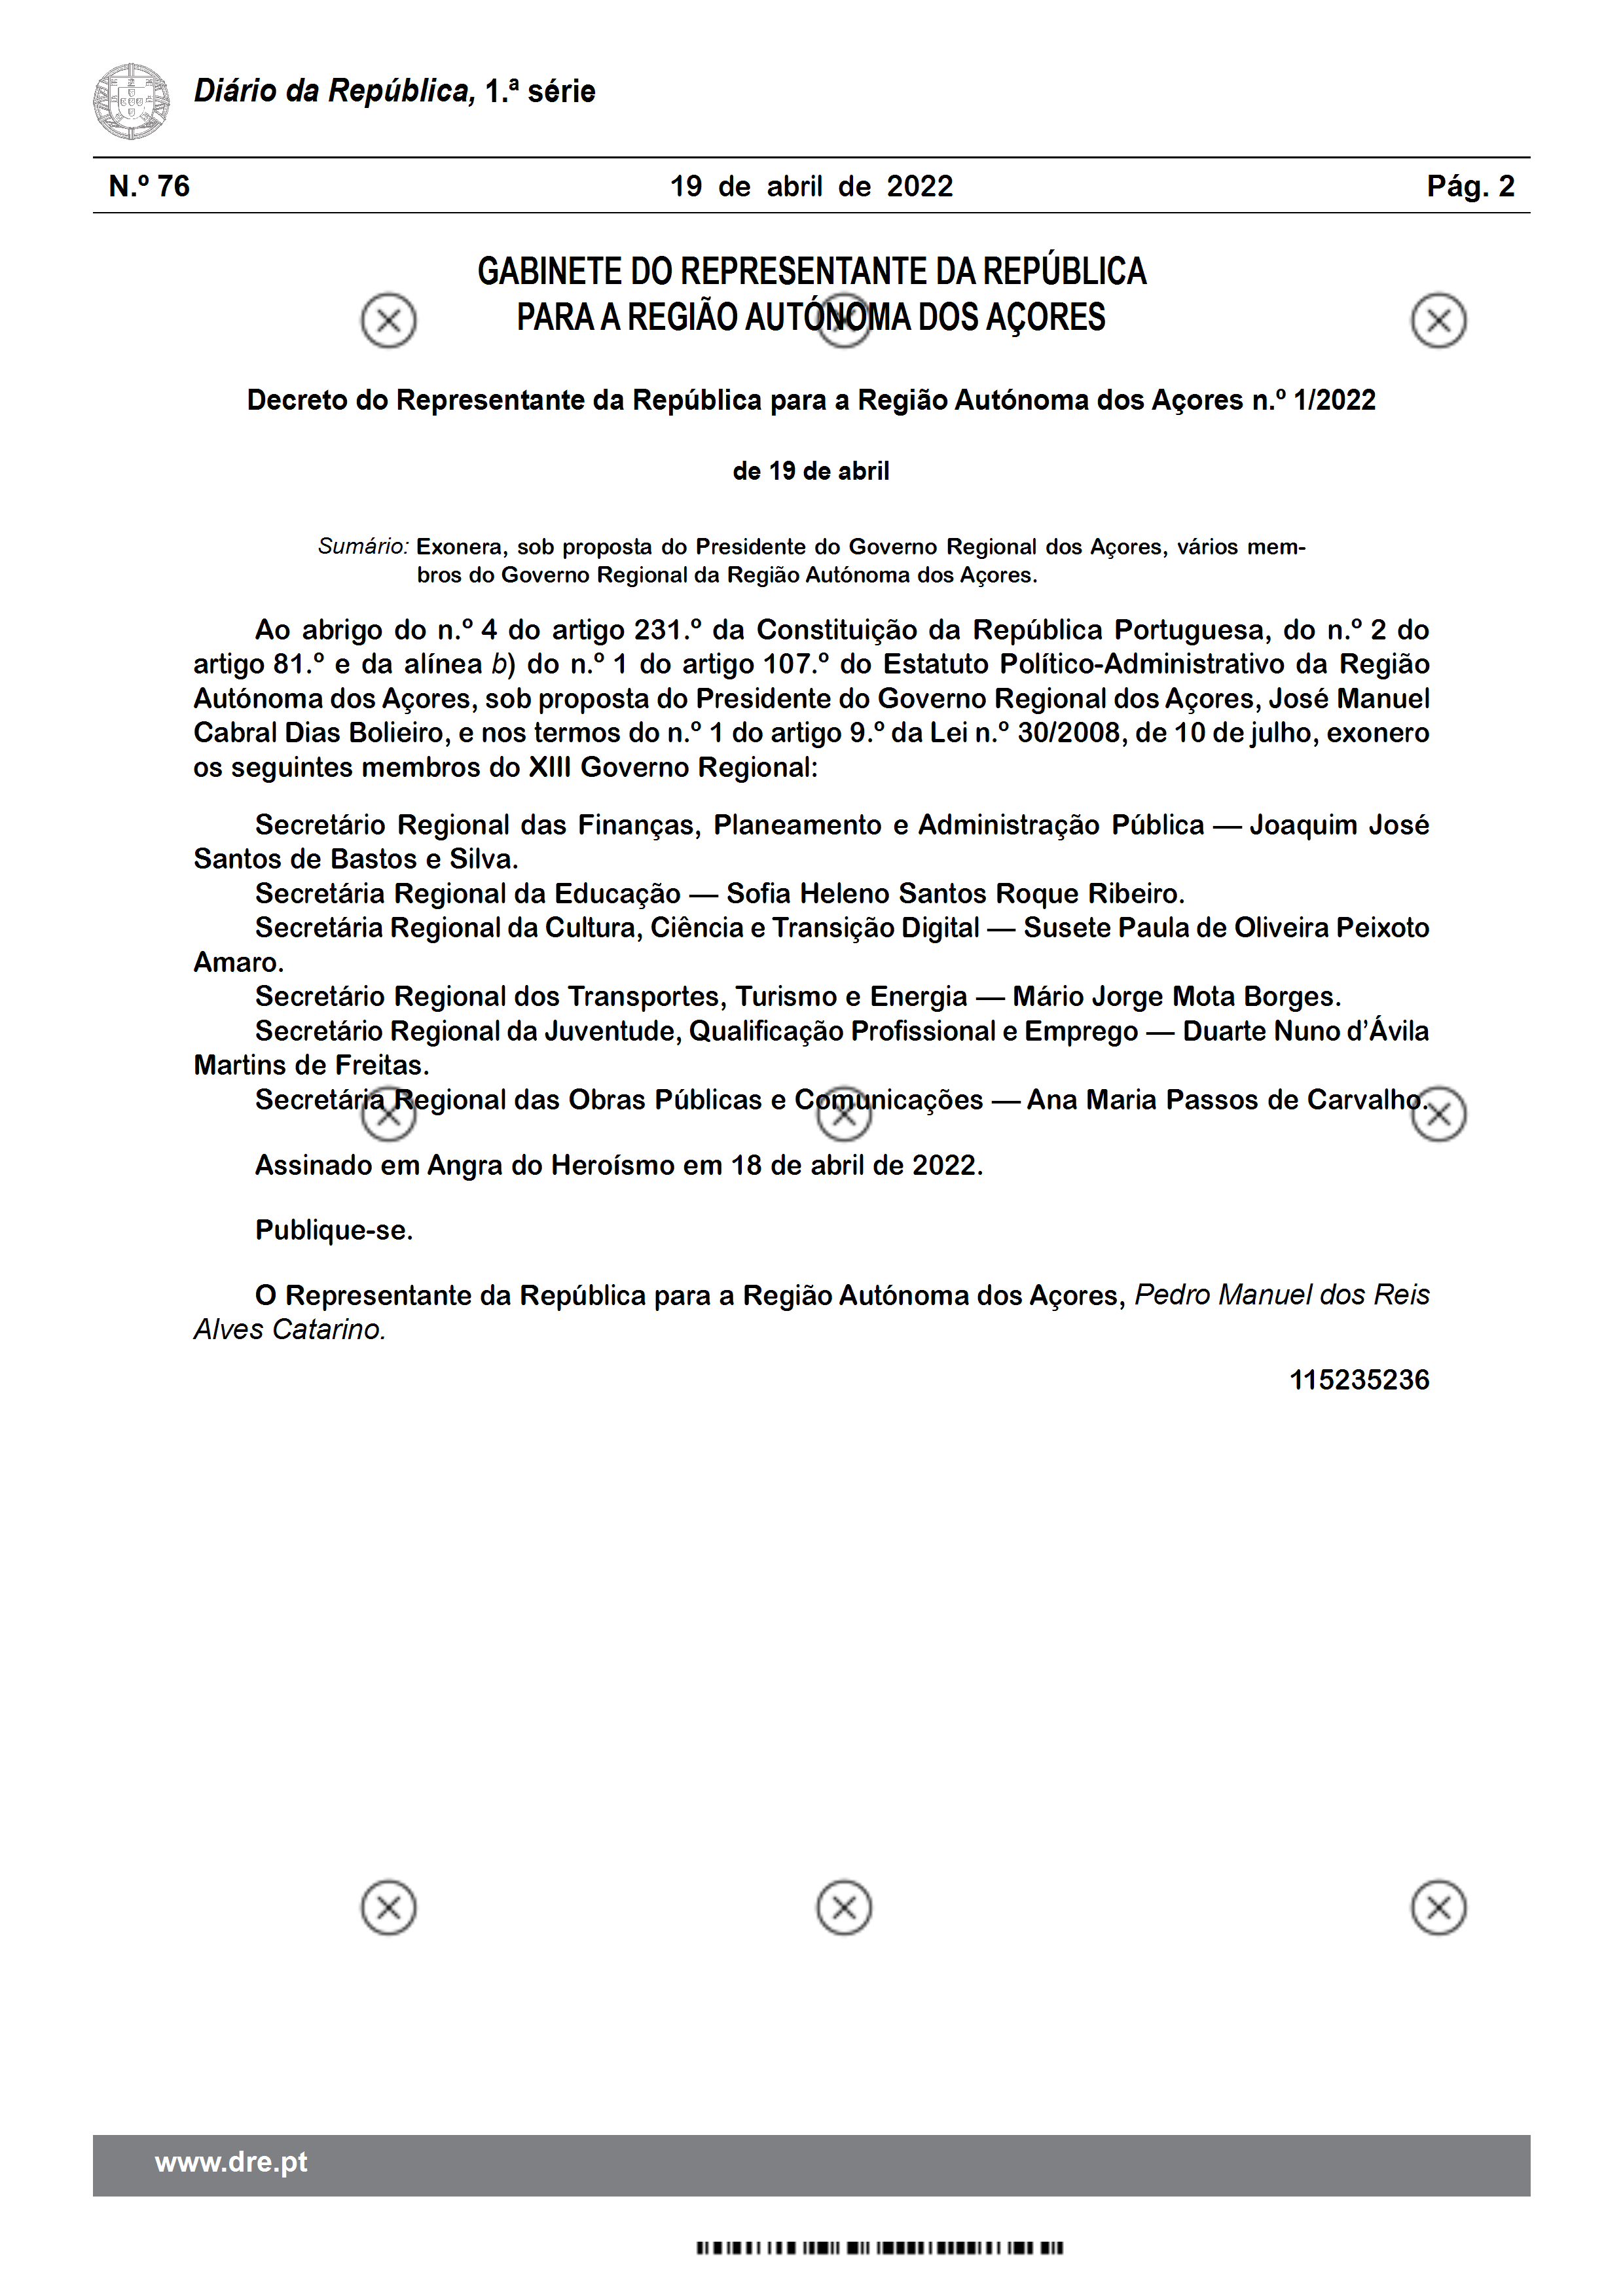 Diário da República, 1.ª série
N.º 76 19 de abril de 2022 Pág. 2
GABINETE DO REPRESENTANTE DA REPÚBLICA
PARA A REGIÃO AUTÓNOMA DOS AÇORES
Decreto do Representante da República para a Região Autónoma dos Açores n.º 1/2022
de 19 de abril
Sumário: Exonera, sob proposta do Presidente do Governo Regional dos Açores, vários mem-
bros do Governo Regional da Região Autónoma dos Açores.
Ao abrigo do n.º 4 do artigo 231.º da Constituição da República Portuguesa, do n.º 2 do
artigo 81.º e da alínea b) do n.º 1 do artigo 107.º do Estatuto Político-Administrativo da Região
Autónoma dos Açores, sob proposta do Presidente do Governo Regional dos Açores, José Manuel
Cabral Dias Bolieiro, e nos termos do n.º 1 do artigo 9.º da Lei n.º 30/2008, de 10 de julho, exonero
os seguintes membros do XIII Governo Regional:
Secretário Regional das Finanças, Planeamento e Administração Pública — Joaquim José
Santos de Bastos e Silva.
Secretária Regional da Educação — Sofia Heleno Santos Roque Ribeiro.
Secretária Regional da Cultura, Ciência e Transição Digital — Susete Paula de Oliveira Peixoto
Amaro.
Secretário Regional dos Transportes, Turismo e Energia — Mário Jorge Mota Borges.
Secretário Regional da Juventude, Qualificação Profissional e Emprego — Duarte Nuno d’Ávila
Martins de Freitas.
Secretária Regional das Obras Públicas e Comunicações — Ana Maria Passos de Carvalho.
Assinado em Angra do Heroísmo em 18 de abril de 2022.
Publique-se.
O Representante da República para a Região Autónoma dos Açores, Pedro Manuel dos Reis
Alves Catarino.
115235236
www.dre.pt